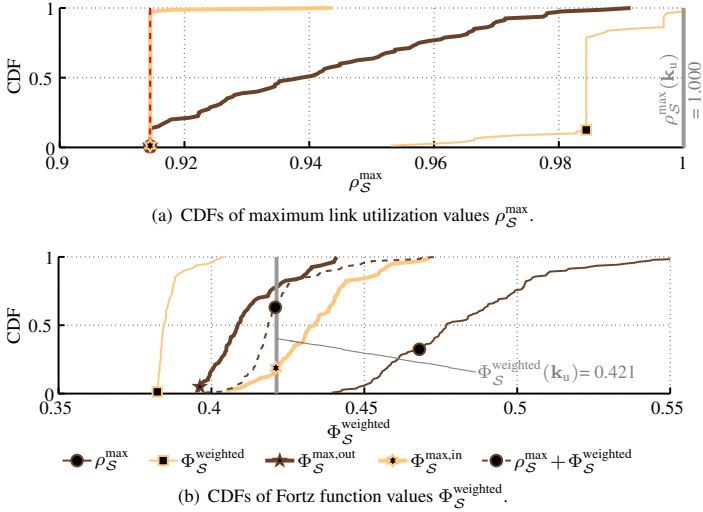 1
0.5
0
CDF
0.9
0.92
0.94
0.96
0.98
1
ρ_S^max
ρ_S^max(k_u)
= 1.000
(a) CDFs of maximum link utilization values ρ_S^max.
1
0.5
0
CDF
Φ_S^weighted(k_u) = 0.421
0.35
0.4
0.45
0.5
0.55
Φ_S^weighted
ρ_S^max Φ_S^weighted Φ_S^max,out Φ_S^max,in ρ_S^max + Φ_S^weighted
(b) CDFs of Fortz function values Φ_S^weighted.